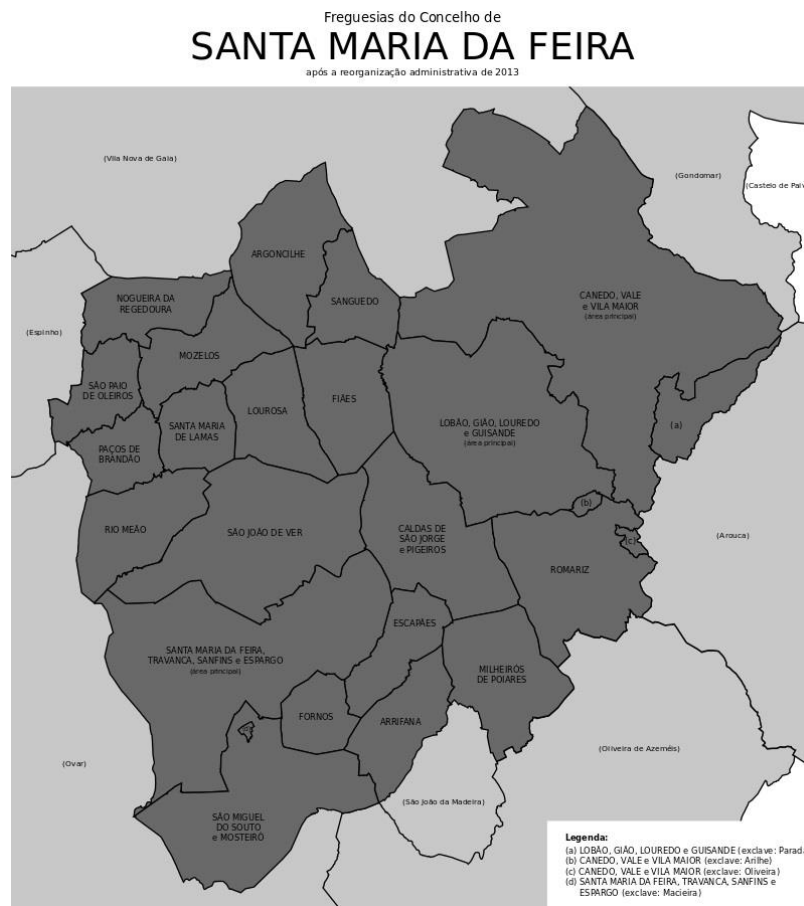 Freguesias do Concelho de
SANTA MARIA DA FEIRA
após a reorganização administrativa de 2013
(Vila Nova de Gaia)
(Gondomar)
(Castelo de Paiv
ARGONCILHE
NOGUEIRA DA
REGEDOURA
SANGUEDO
CANEDO, VALE
e VILA MAIOR
(área principal)
(Espinho)
MOZELOS
SÃO PAIO
DE OLEIROS
FIÃES
LOUROSA
SANTA MARIA
DE LAMAS
LOBÃO, GIÃO, LOUREDO
e GUISANDE
(área principal)
(a)
PAÇOS DE
BRANDÃO
(b)
RIO MEÃO
SÃO JOÃO DE VER
CALDAS DE
SÃO JORGE
e PIGEIROS
(Arouca)
(c)
ROMARIZ
ESCAPÃES
SANTA MARIA DA FEIRA,
TRAVANCA, SANFINS e ESPARGO
(área principal)
MILHEIRÓS
DE POIARES
FORNOS
ARRIFANA
(Oliveira de Azeméis)
(Ovar)
(São João da Madeira)
SÃO MIGUEL
DO SOUTO
e MOSTEIRÓ
Legenda:
(a) LOBÃO, GIÃO, LOUREDO e GUISANDE (exclave: Parada
(b) CANEDO, VALE e VILA MAIOR (exclave: Arilhe)
(c) CANEDO, VALE e VILA MAIOR (exclave: Oliveira)
(d) SANTA MARIA DA FEIRA, TRAVANCA, SANFINS e
ESPARGO (exclave: Macieira)